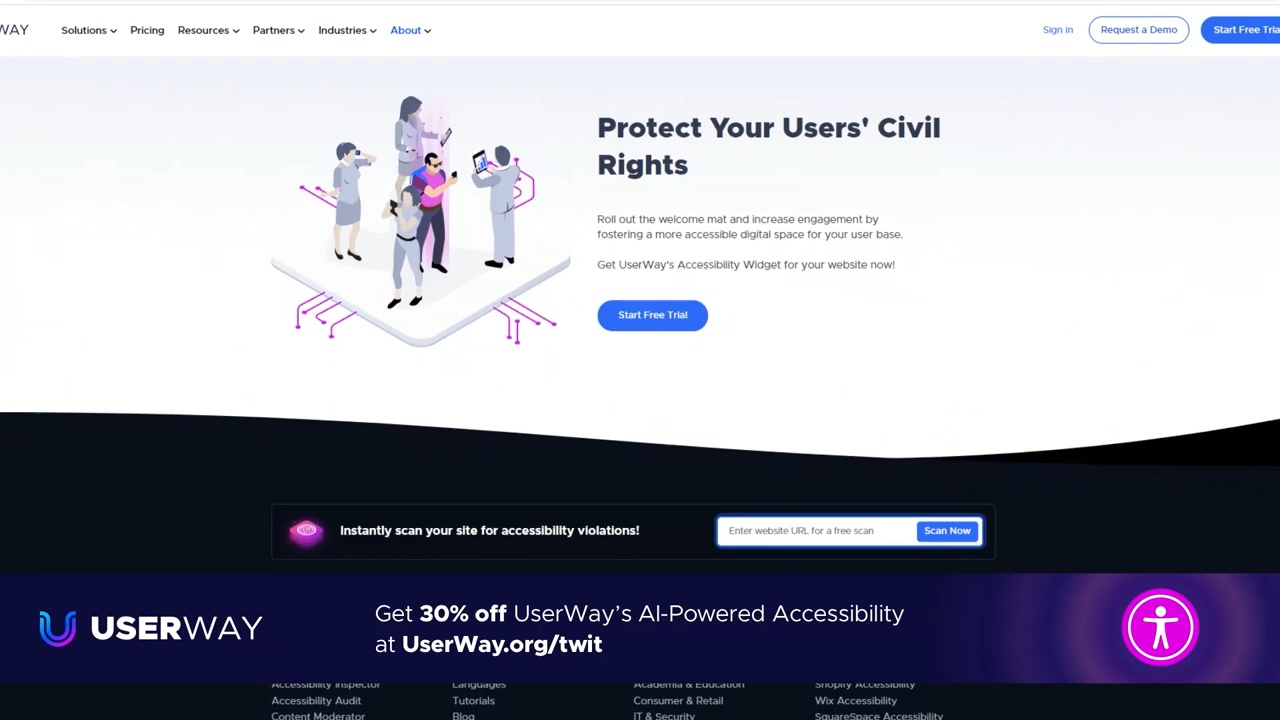 WAY
Solutions
Pricing
Resources
Partners
Industries
About
Sign in
Request a Demo
Start Free Tria
Protect Your Users' Civil
Rights
Roll out the welcome mat and increase engagement by
fostering a more accessible digital space for your user base.
Get UserWay's Accessibility Widget for your website now!
Start Free Trial
Instantly scan your site for accessibility violations!
Enter website URL for a free scan
Scan Now
USERWAY
Get 30% off UserWay's AI-Powered Accessibility
at UserWay.org/twit
Accessibility Inspector
Languages
Academia & Education
Shopify Accessibility
Accessibility Audit
Tutorials
Consumer & Retail
Wix Accessibility
Content Moderator
Blog
IT & Security
SquareSpace Accessibility